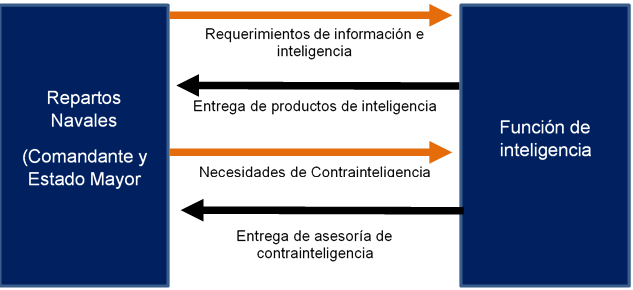 Repartos
Navales
(Comandante y
Estado Mayor
Requerimientos de información e
inteligencia
Entrega de productos de inteligencia
Necesidades de Contrainteligencia
Entrega de asesoría de
contrainteligencia
Función de
inteligencia